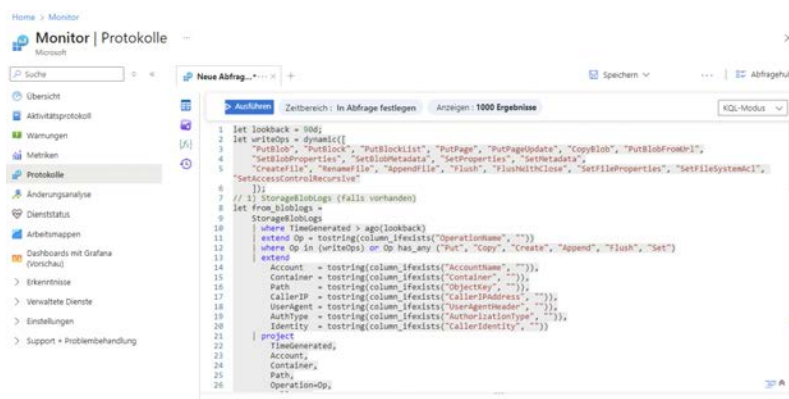 Home > Monitor
Monitor | Protokolle
Microsoft
Suche
Übersicht
Aktivitätsprotokoll
Warnungen
Metriken
Protokolle
Änderungsanalyse
Dienststatus
Arbeitsmappen
Dashboards mit Grafana
(Vorschau)
Erkenntnisse
Verwaltete Dienste
Einstellungen
Support + Problembehandlung
Neue Abfrag...*
Speichern
Abfragehu
Ausführen Zeitbereich : In Abfrage festlegen Anzeigen : 1000 Ergebnisse
KQL-Modus
1 let lookback = 90d;
2 let writeOps = dynamic([
3 "PutBlob", "PutBlock", "PutBlockList", "PutPage", "PutPageUpdate", "CopyBlob", "PutBlobFromUrl",
4 "SetBlobProperties", "SetBlobMetadata", "SetProperties", "SetMetadata",
5 "CreateFile", "RenameFile", "AppendFile", "Flush", "FlushWithClose", "SetFileProperties", "SetFileSystemAcl",
"SetAccessControlRecursive"
6 ]);
7 // 1) StorageBlobLogs (falls vorhanden)
8 let from_bloblogs =
9 StorageBlobLogs
10 | where TimeGenerated > ago(lookback)
11 | extend Op = tostring(column_ifexists("OperationName", ""))
12 | where Op in (writeOps) or Op has_any ("Put", "Copy", "Create", "Append", "Flush", "Set")
13 | extend
14 Account = tostring(column_ifexists("AccountName", "")),
15 Container = tostring(column_ifexists("Container", "")),
16 Path = tostring(column_ifexists("ObjectKey", "")),
17 CallerIP = tostring(column_ifexists("CallerIPAddress", "")),
18 UserAgent = tostring(column_ifexists("UserAgentHeader", "")),
19 AuthType = tostring(column_ifexists("AuthorizationType", "")),
20 Identity = tostring(column_ifexists("CallerIdentity", ""))
21 | project
22 TimeGenerated,
23 Account,
24 Container,
25 Path,
26 Operation=Op,